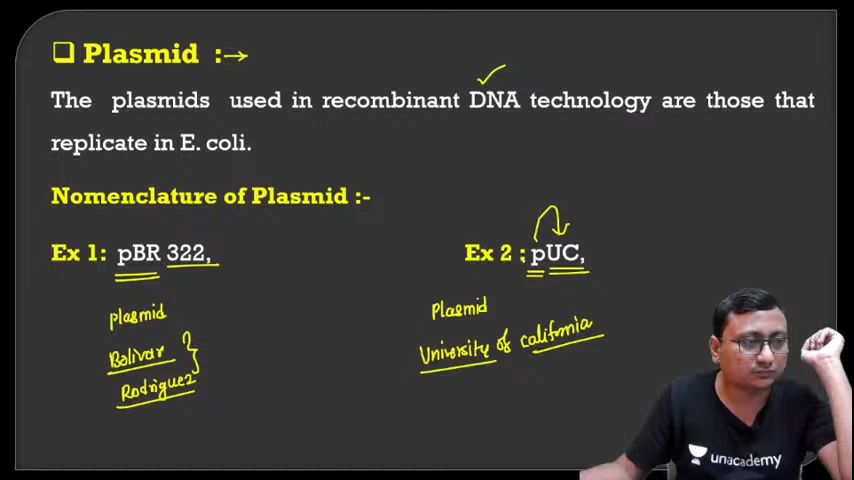 ❑ Plasmid :→
The plasmids used in recombinant DNA technology are those that
replicate in E. coli.
Nomenclature of Plasmid :-
Ex 1: pBR 322,
plasmid
Bolivar
Rodriguez
Ex 2 : pUC,
Plasmid
University of california
unacademy